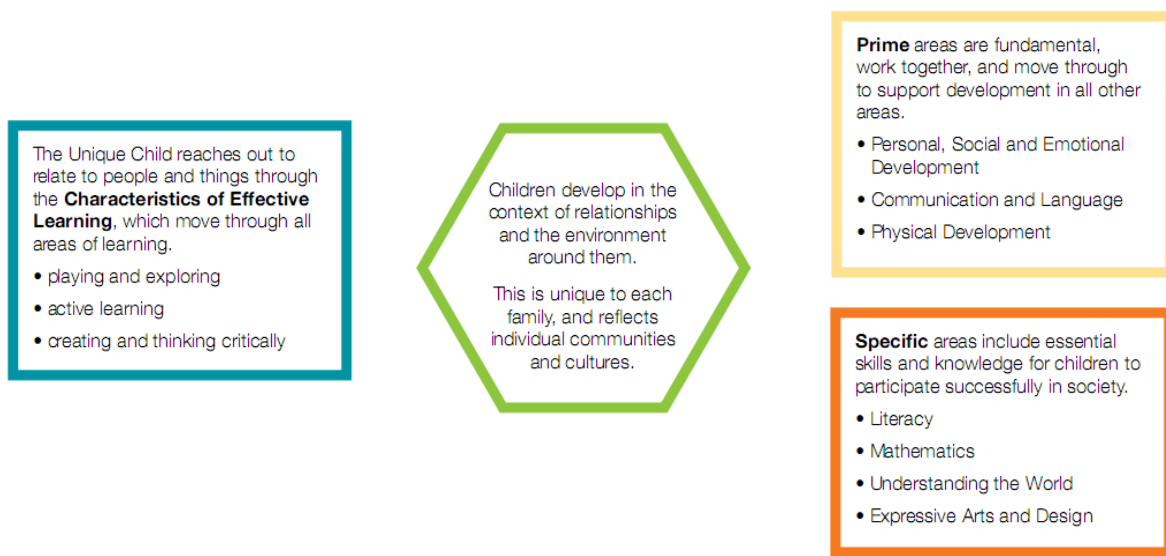 The Unique Child reaches out to
relate to people and things through
the Characteristics of Effective
Learning, which move through all
areas of learning.
• playing and exploring
• active learning
• creating and thinking critically
Children develop in the
context of relationships
and the environment
around them.
This is unique to each
family, and reflects
individual communities
and cultures.
Prime areas are fundamental,
work together, and move through
to support development in all other
areas.
• Personal, Social and Emotional
Development
• Communication and Language
• Physical Development
Specific areas include essential
skills and knowledge for children to
participate successfully in society.
• Literacy
• Mathematics
• Understanding the World
• Expressive Arts and Design